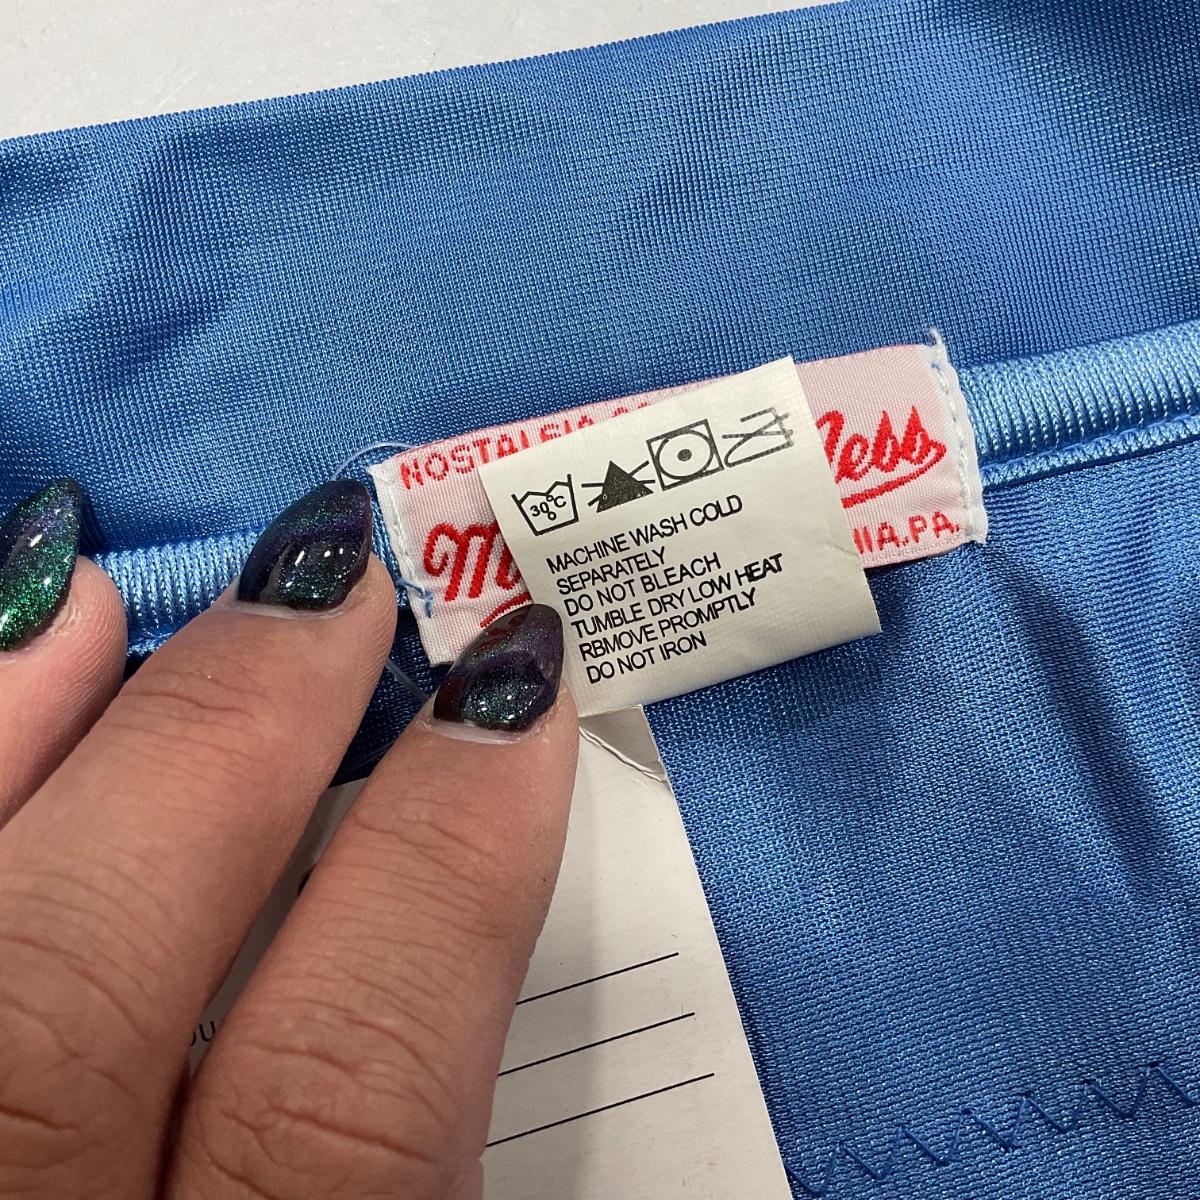 NOSTALGIA
Ness
IA.PA.
30°C
MACHINE WASH COLD
SEPARATELY
DO NOT BLEACH
TUMBLE DRY LOW HEAT
RBMOVE PROMPTLY
DO NOT IRON